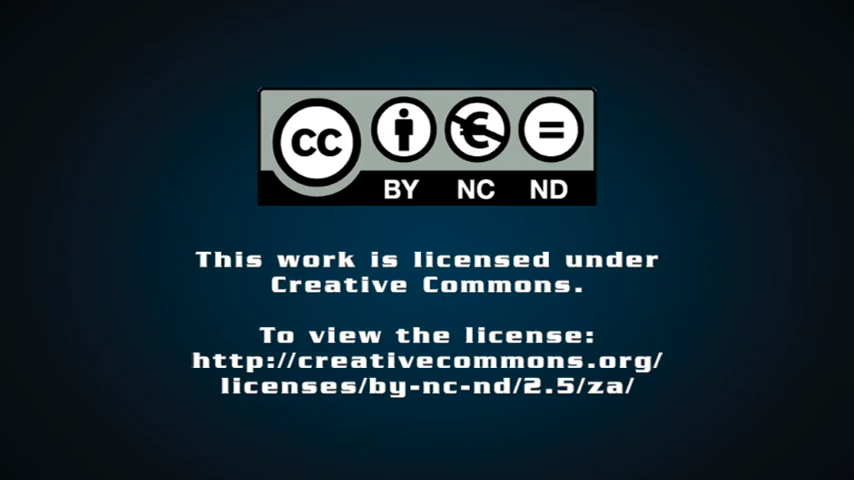 CC
BY NC ND
This work is licensed under
Creative Commons.
To view the license:
http://creativecommons.org/
licenses/by-nc-nd/2.5/za/